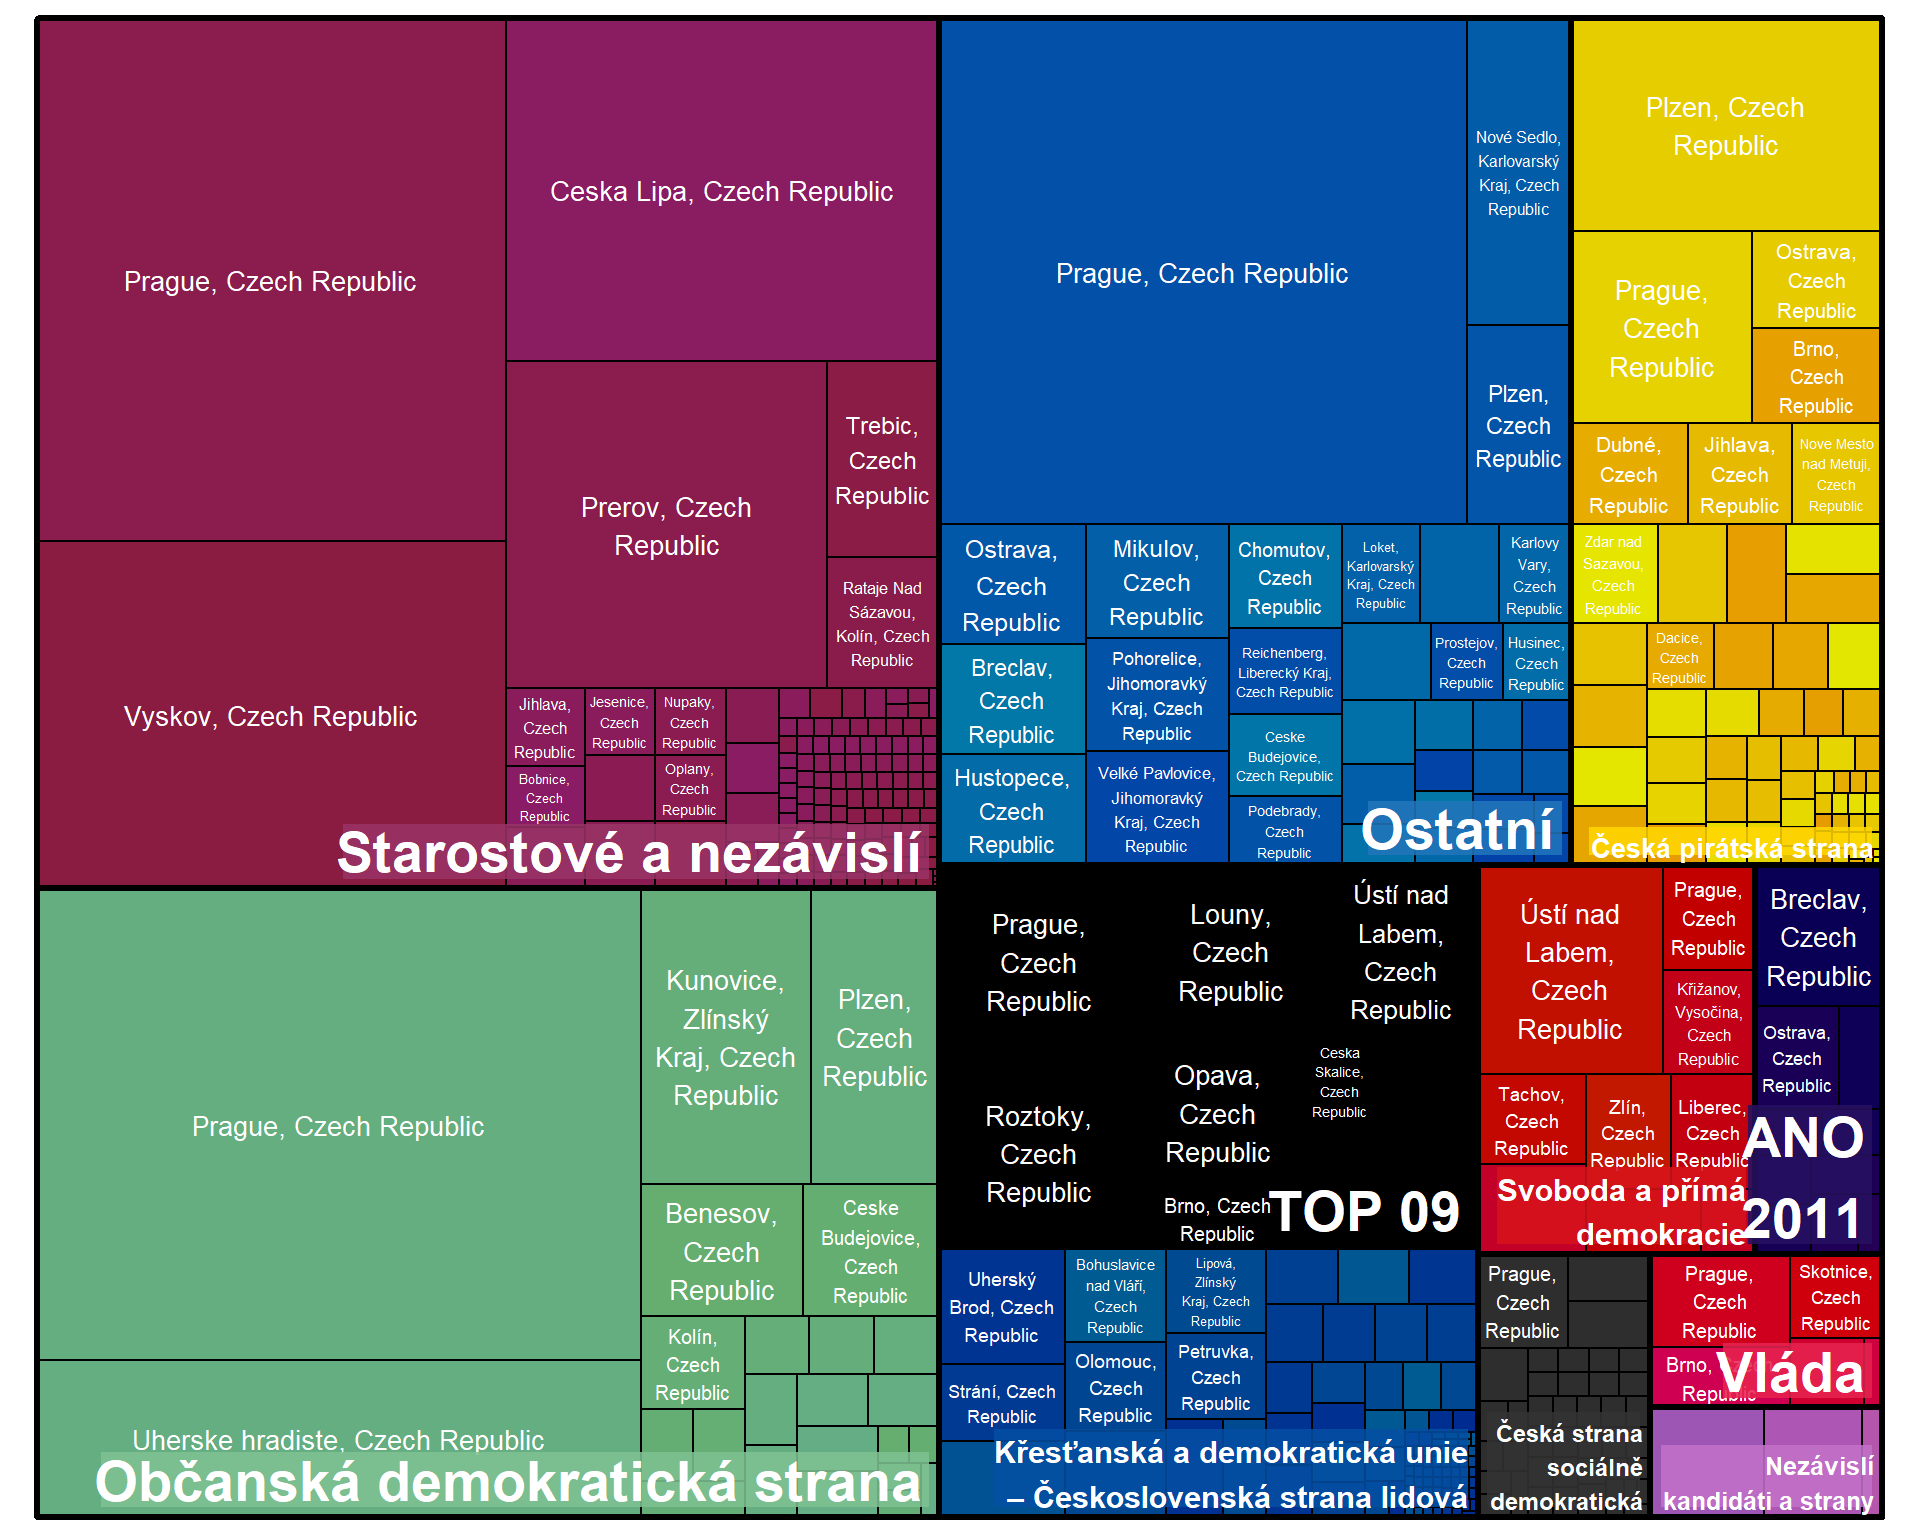 Prague, Czech Republic
Ceska Lipa, Czech Republic
Prerov, Czech
Republic
Trebic,
Czech
Republic
Rataje Nad
Sázavou,
Kolín, Czech
Republic
Vyskov, Czech Republic
Jihlava,
Czech
Republic
Jesenice,
Czech
Republic
Nupaky,
Czech
Republic
Bobnice,
Czech
Republic
Oplany,
Czech
Republic
Starostové a nezávislí
Prague, Czech Republic
Nové Sedlo,
Karlovarský
Kraj, Czech
Republic
Plzen,
Czech
Republic
Ostrava,
Czech
Republic
Mikulov,
Czech
Republic
Chomutov,
Czech
Republic
Loket,
Karlovarský
Kraj, Czech
Republic
Karlovy
Vary,
Czech
Republic
Breclav,
Czech
Republic
Pohorelice,
Jihomoravký
Kraj, Czech
Republic
Reichenberg,
Liberecký Kraj,
Czech Republic
Prostejov,
Czech
Republic
Husinec,
Czech
Republic
Ceske
Budejovice,
Czech Republic
Hustopece,
Czech
Republic
Velké Pavlovice,
Jihomoravký
Kraj, Czech
Republic
Podebrady,
Czech
Republic
Ostatní
Plzen, Czech
Republic
Prague,
Czech
Republic
Ostrava,
Czech
Republic
Brno,
Czech
Republic
Dubné,
Czech
Republic
Jihlava,
Czech
Republic
Nove Mesto
nad Metuji,
Czech
Republic
Zdar nad
Sazavou,
Czech
Republic
Dacice,
Czech
Republic
Česká pirátská strana
Prague, Czech Republic
Kunovice,
Zlínský
Kraj, Czech
Republic
Plzen,
Czech
Republic
Benesov,
Czech
Republic
Ceske
Budejovice,
Czech
Republic
Kolín,
Czech
Republic
Uherske hradiste, Czech Republic
Občanská demokratická strana
Prague,
Czech
Republic
Louny,
Czech
Republic
Ústí nad
Labem,
Czech
Republic
Roztoky,
Czech
Republic
Opava,
Czech
Republic
Ceska
Skalice,
Czech
Republic
Brno, Czech
Republic
TOP 09
Ústí nad
Labem,
Czech
Republic
Prague,
Czech
Republic
Křižanov,
Vysočina,
Czech
Republic
Tachov,
Czech
Republic
Zlín,
Czech
Republic
Liberec,
Czech
Republic
Svoboda a přímá
demokracie
Breclav,
Czech
Republic
Ostrava,
Czech
Republic
ANO
2011
Uherský
Brod, Czech
Republic
Bohuslavice
nad Vláří,
Czech
Republic
Lipová,
Zlínský
Kraj, Czech
Republic
Strání, Czech
Republic
Olomouc,
Czech
Republic
Petruvka,
Czech
Republic
Křesťanská a demokratická unie
– Československá strana lidová
Prague,
Czech
Republic
Česká strana
sociálně
demokratická
Prague,
Czech
Republic
Skotnice,
Czech
Republic
Brno, Czech
Republic
Vláda
Nezávislí
kandidáti a strany